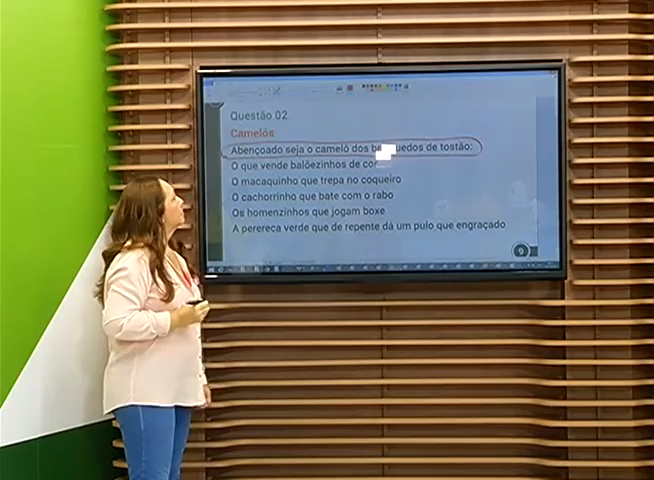 Questão 02
Camelôs
Abençoado seja o camelô dos de tostão:
O que vende balõezinhos de cor
O macaquinho que trepa no coqueiro
O cachorrinho que bate com o rabo
Os homenzinhos que jogam boxe
A perereca verde que de repente dá um pulo que engraçado
9